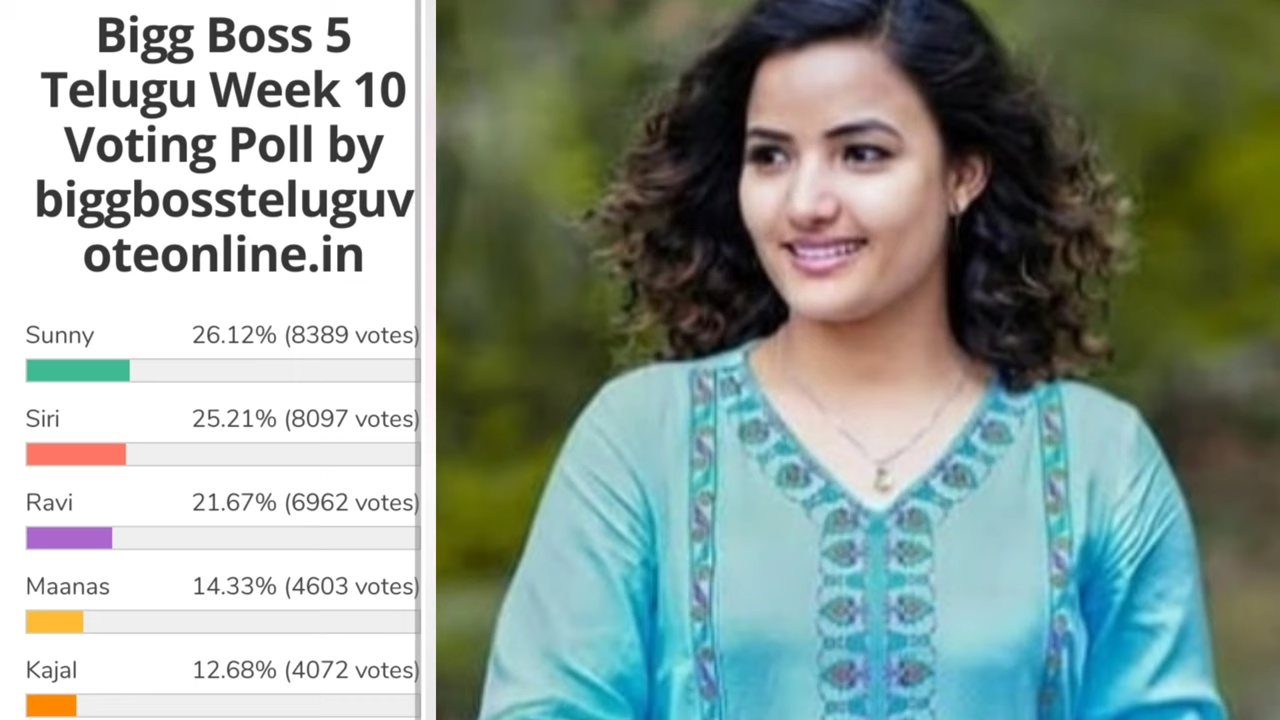 Bigg Boss 5
Telugu Week 10
Voting Poll by
biggbossteluguv
oteonline.in
Sunny 26.12% (8389 votes)
Siri 25.21% (8097 votes)
Ravi 21.67% (6962 votes)
Maanas 14.33% (4603 votes)
Kajal 12.68% (4072 votes)